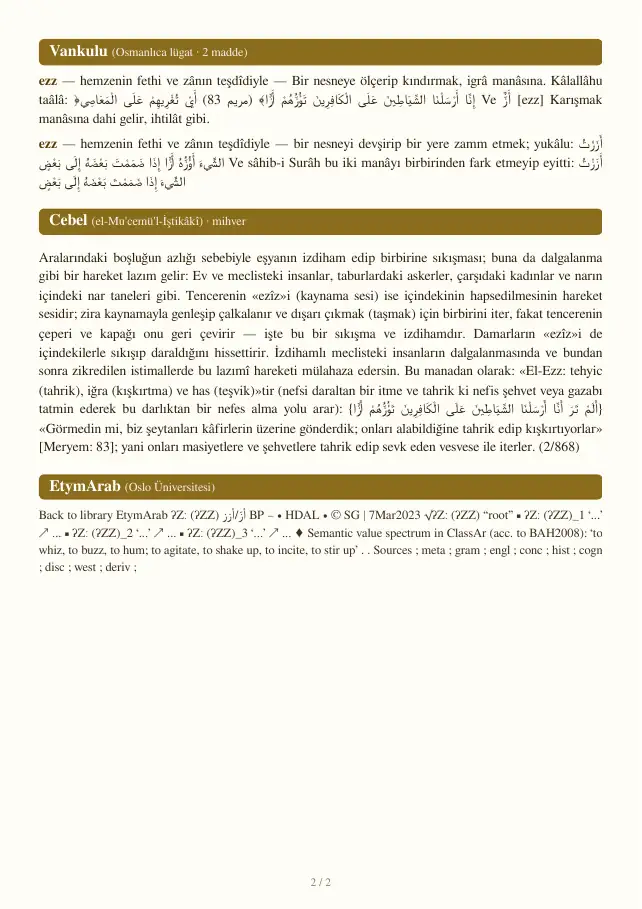 Vankulu (Osmanlıca lügat · 2 madde)
ezz — hemzenin fethi ve zânın teşdîdiyle — Bir nesneye ölçerip kındırmak, igrâ manâsına. Kâlallâhu
taâlâ: ﴿إِنَّا أَرْسَلْنَا الشَّيَاطِينَ عَلَى الْكَافِرِينَ تَؤُزُّهُمْ أَزًّا﴾ (مريم 83) أَيْ تُغْرِيهِمْ عَلَى الْمَعَاصِي Ve أَزٌّ [ezz] Karışmak
manâsına dahi gelir, ihtilât gibi.
ezz — hemzenin fethi ve zânın teşdîdiyle — bir nesneyi devşirip bir yere zamm etmek; yukâlu: أَزَزْتُ
الشَّيْءَ أَؤُزُّهُ أَزًّا إِذَا ضَمَمْتَ بَعْضَهُ إِلَى بَعْضٍ Ve sâhib-i Surâh bu iki manâyı birbirinden fark etmeyip eyitti: أَزَزْتُ
الشَّيْءَ إِذَا ضَمَمْتَ بَعْضَهُ إِلَى بَعْضٍ
Cebel (el-Mu'cemü'l-İştikâkî) · mihver
Aralarındaki boşluğun azlığı sebebiyle eşyanın izdiham edip birbirine sıkışması; buna da dalgalanma
gibi bir hareket lazım gelir: Ev ve meclisteki insanlar, taburlardaki askerler, çarşıdaki kadınlar ve narın
içindeki nar taneleri gibi. Tencerenin «ezîz»i (kaynama sesi) ise içindekinin hapsedilmesinin hareket
sesidir; zira kaynamayla genleşip çalkalanır ve dışarı çıkmak (taşmak) için birbirini iter, fakat tencerenin
çeperi ve kapağı onu geri çevirir — işte bu bir sıkışma ve izdihamdır. Damarların «ezîz»i de
içindekilerle sıkışıp daraldığını hissettirir. İzdihamlı meclisteki insanların dalgalanmasında ve bundan
sonra zikredilen istimallerde bu lazımî hareketi mülahaza edersin. Bu manadan olarak: «El-Ezz: tehyic
(tahrik), iğra (kışkırtma) ve has (teşvik)»tir (nefsi daraltan bir itme ve tahrik ki nefis şehvet veya gazabı
tatmin ederek bu darlıktan bir nefes alma yolu arar): {أَلَمْ تَرَ أَنَّا أَرْسَلْنَا الشَّيَاطِينَ عَلَى الْكَافِرِينَ تَؤُزُّهُمْ أَزًّا}
«Görmedin mi, biz şeytanları kâfirlerin üzerine gönderdik; onları alabildiğine tahrik edip kışkırtıyorlar»
[Meryem: 83]; yani onları masiyetlere ve şehvetlere tahrik edip sevk eden vesvese ile iterler. (2/868)
EtymArab (Oslo Üniversitesi)
Back to library EtymArab ʔZː (ʔZZ) أزّ/أزز BP – • HDAL • © SG | 7Mar2023 √ʔZː (ʔZZ) “root” ▪ ʔZː (ʔZZ)_1 ‘...’
↗ ... ▪ ʔZː (ʔZZ)_2 ‘...’ ↗ ... ▪ ʔZː (ʔZZ)_3 ‘...’ ↗ ... ♦ Semantic value spectrum in ClassAr (acc. to BAH2008): ‘to
whiz, to buzz, to hum; to agitate, to shake up, to incite, to stir up’ . . Sources ; meta ; gram ; engl ; conc ; hist ; cogn
; disc ; west ; deriv ;
2 / 2